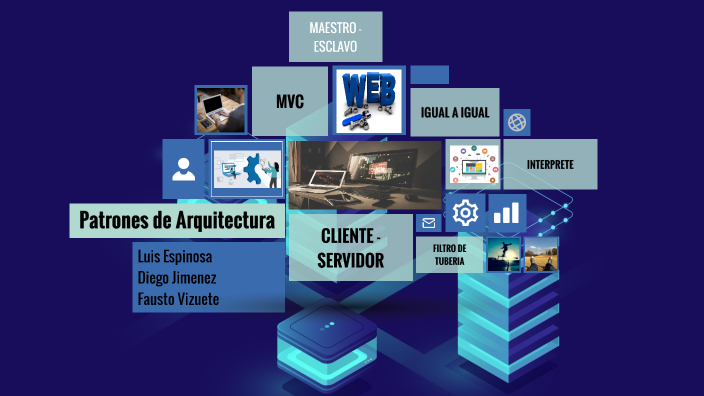 MAESTRO -
ESCLAVO
MVC
WEB
IGUAL A IGUAL
INTERPRETE
Patrones de Arquitectura
CLIENTE -
SERVIDOR
FILTRO DE
TUBERIA
Luis Espinosa
Diego Jimenez
Fausto Vizuete